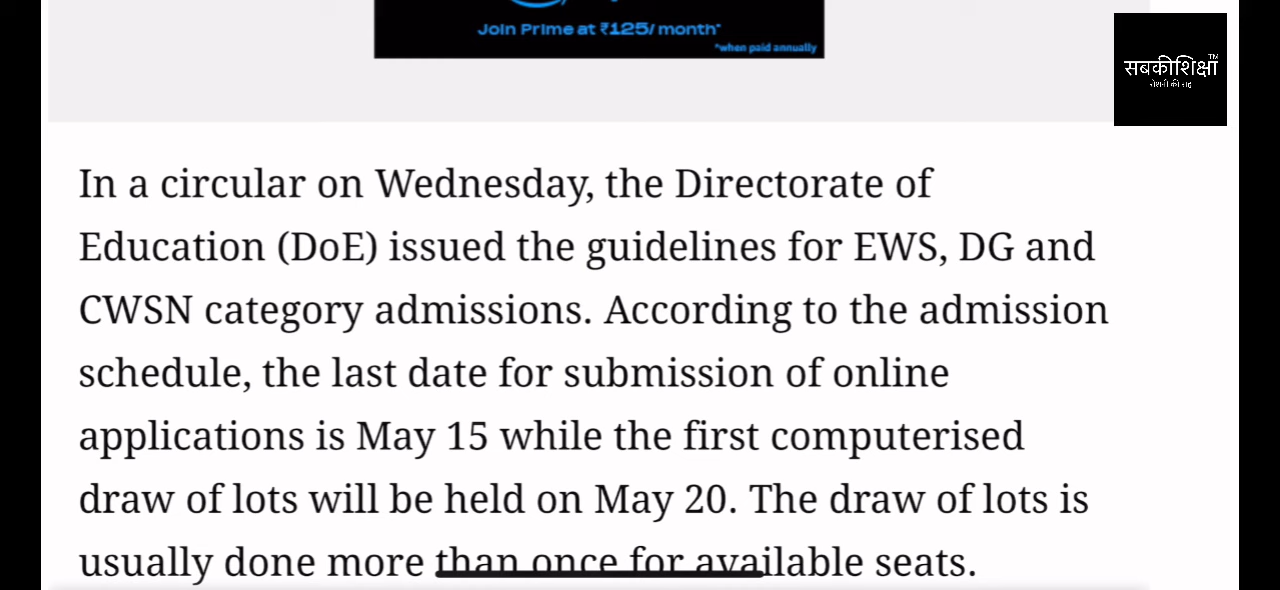 Join Prime at ₹125/month*
*when paid annually
सबकीशिक्षा™
रोशनी की राह
In a circular on Wednesday, the Directorate of
Education (DoE) issued the guidelines for EWS, DG and
CWSN category admissions. According to the admission
schedule, the last date for submission of online
applications is May 15 while the first computerised
draw of lots will be held on May 20. The draw of lots is
usually done more than once for available seats.